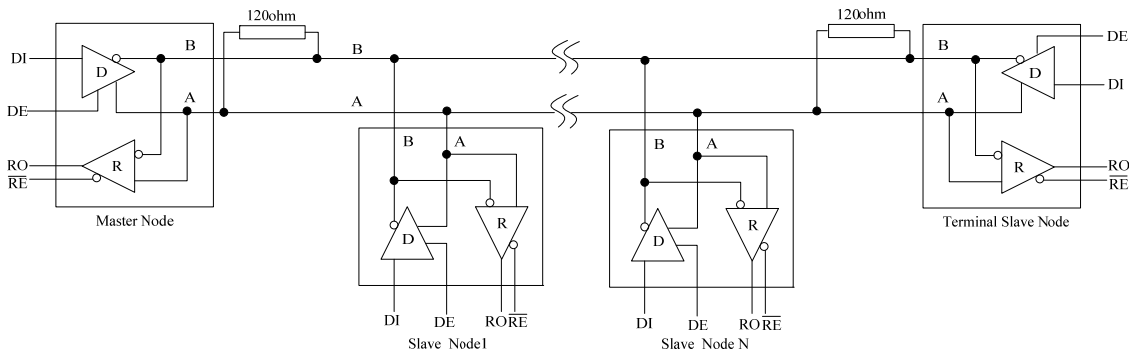 120ohm
120ohm
B
B
B
DI
D
D
DE
DI
DE
A
A
A
RO
RE
R
R
RO
RE
B
A
B
A
Master Node
Terminal Slave Node
D
R
D
R
DI
DE
RO
RE
DI
DE
RO
RE
Slave Node1
Slave Node N